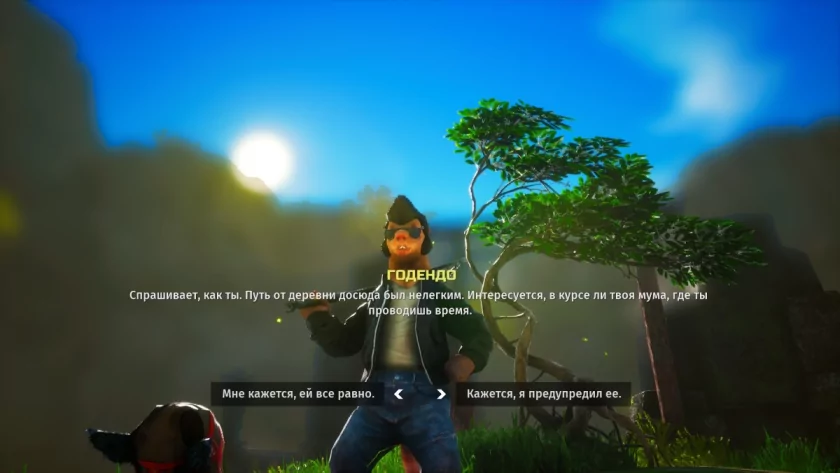 ГОДЕНДО
Спрашивает, как ты. Путь от деревни досюда был нелегким. Интересуется, в курсе ли твоя мума, где ты
проводишь время.
Мне кажется, ей все равно.
Кажется, я предупредил ее.